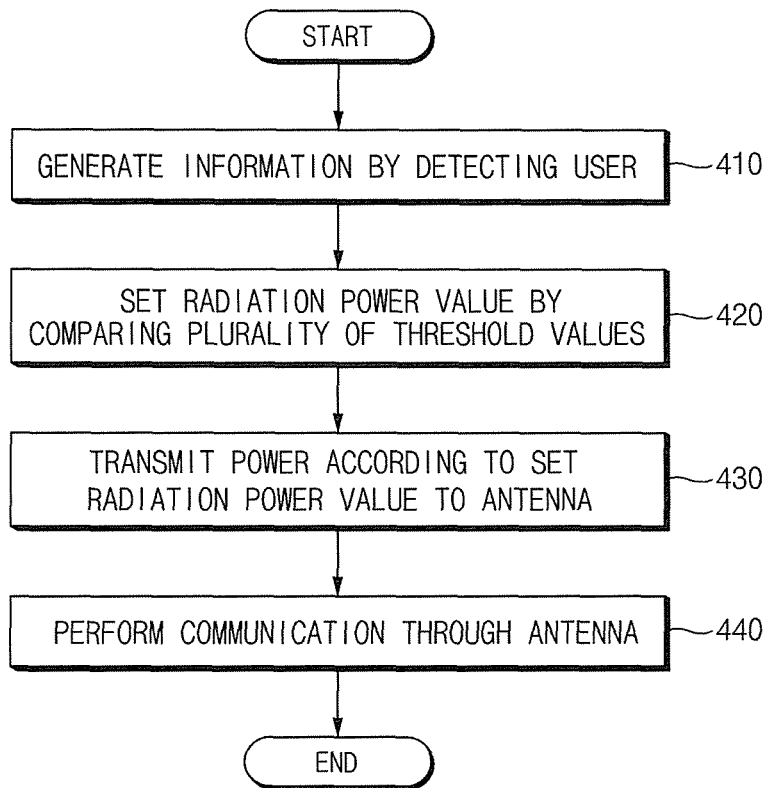 START
GENERATE INFORMATION BY DETECTING USER
410
SET RADIATION POWER VALUE BY
COMPARING PLURALITY OF THRESHOLD VALUES
420
TRANSMIT POWER ACCORDING TO SET
RADIATION POWER VALUE TO ANTENNA
430
PERFORM COMMUNICATION THROUGH ANTENNA
440
END